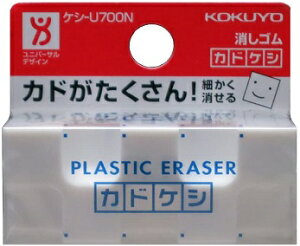 ケシ-U700N
KOKUYO
ユニバーサル
デザイン
消しゴム
カドケシ
カドがたくさん!
細かく
消せる
PLASTIC ERASER
カドケシ